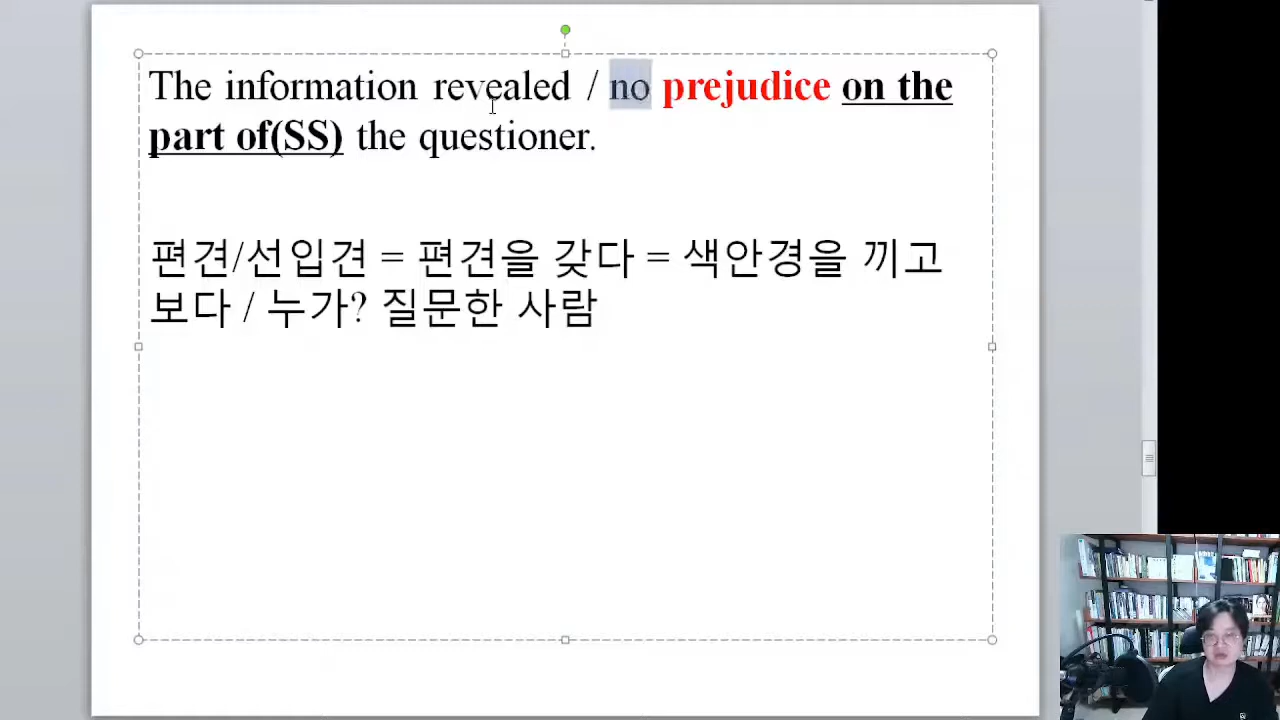 The information revealed / no prejudice on the
part of(SS) the questioner.
편견/선입견 = 편견을 갖다 = 색안경을 끼고
보다 / 누가? 질문한 사람